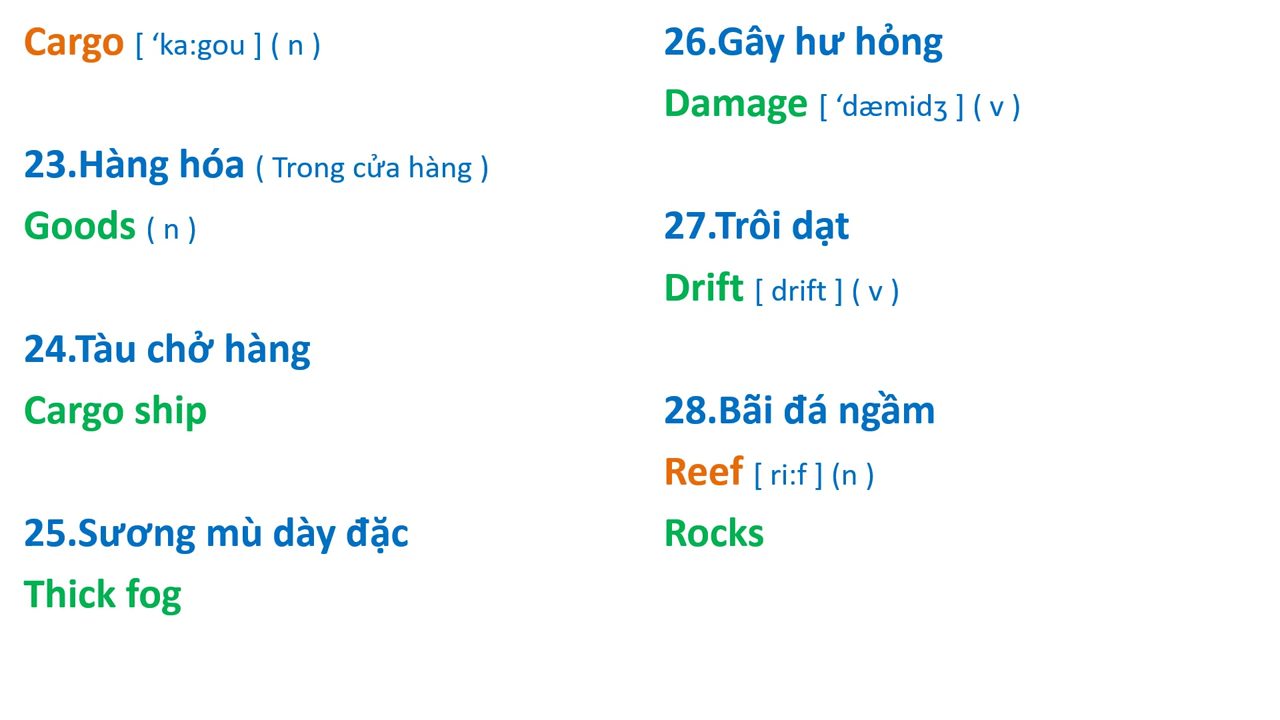 Cargo [ ‘ka:gou ] ( n )
23.Hàng hóa ( Trong cửa hàng )
Goods ( n )
24.Tàu chở hàng
Cargo ship
25.Sương mù dày đặc
Thick fog
26.Gây hư hỏng
Damage [ ‘dæmidʒ ] ( v )
27.Trôi dạt
Drift [ drift ] ( v )
28.Bãi đá ngầm
Reef [ ri:f ] (n )
Rocks